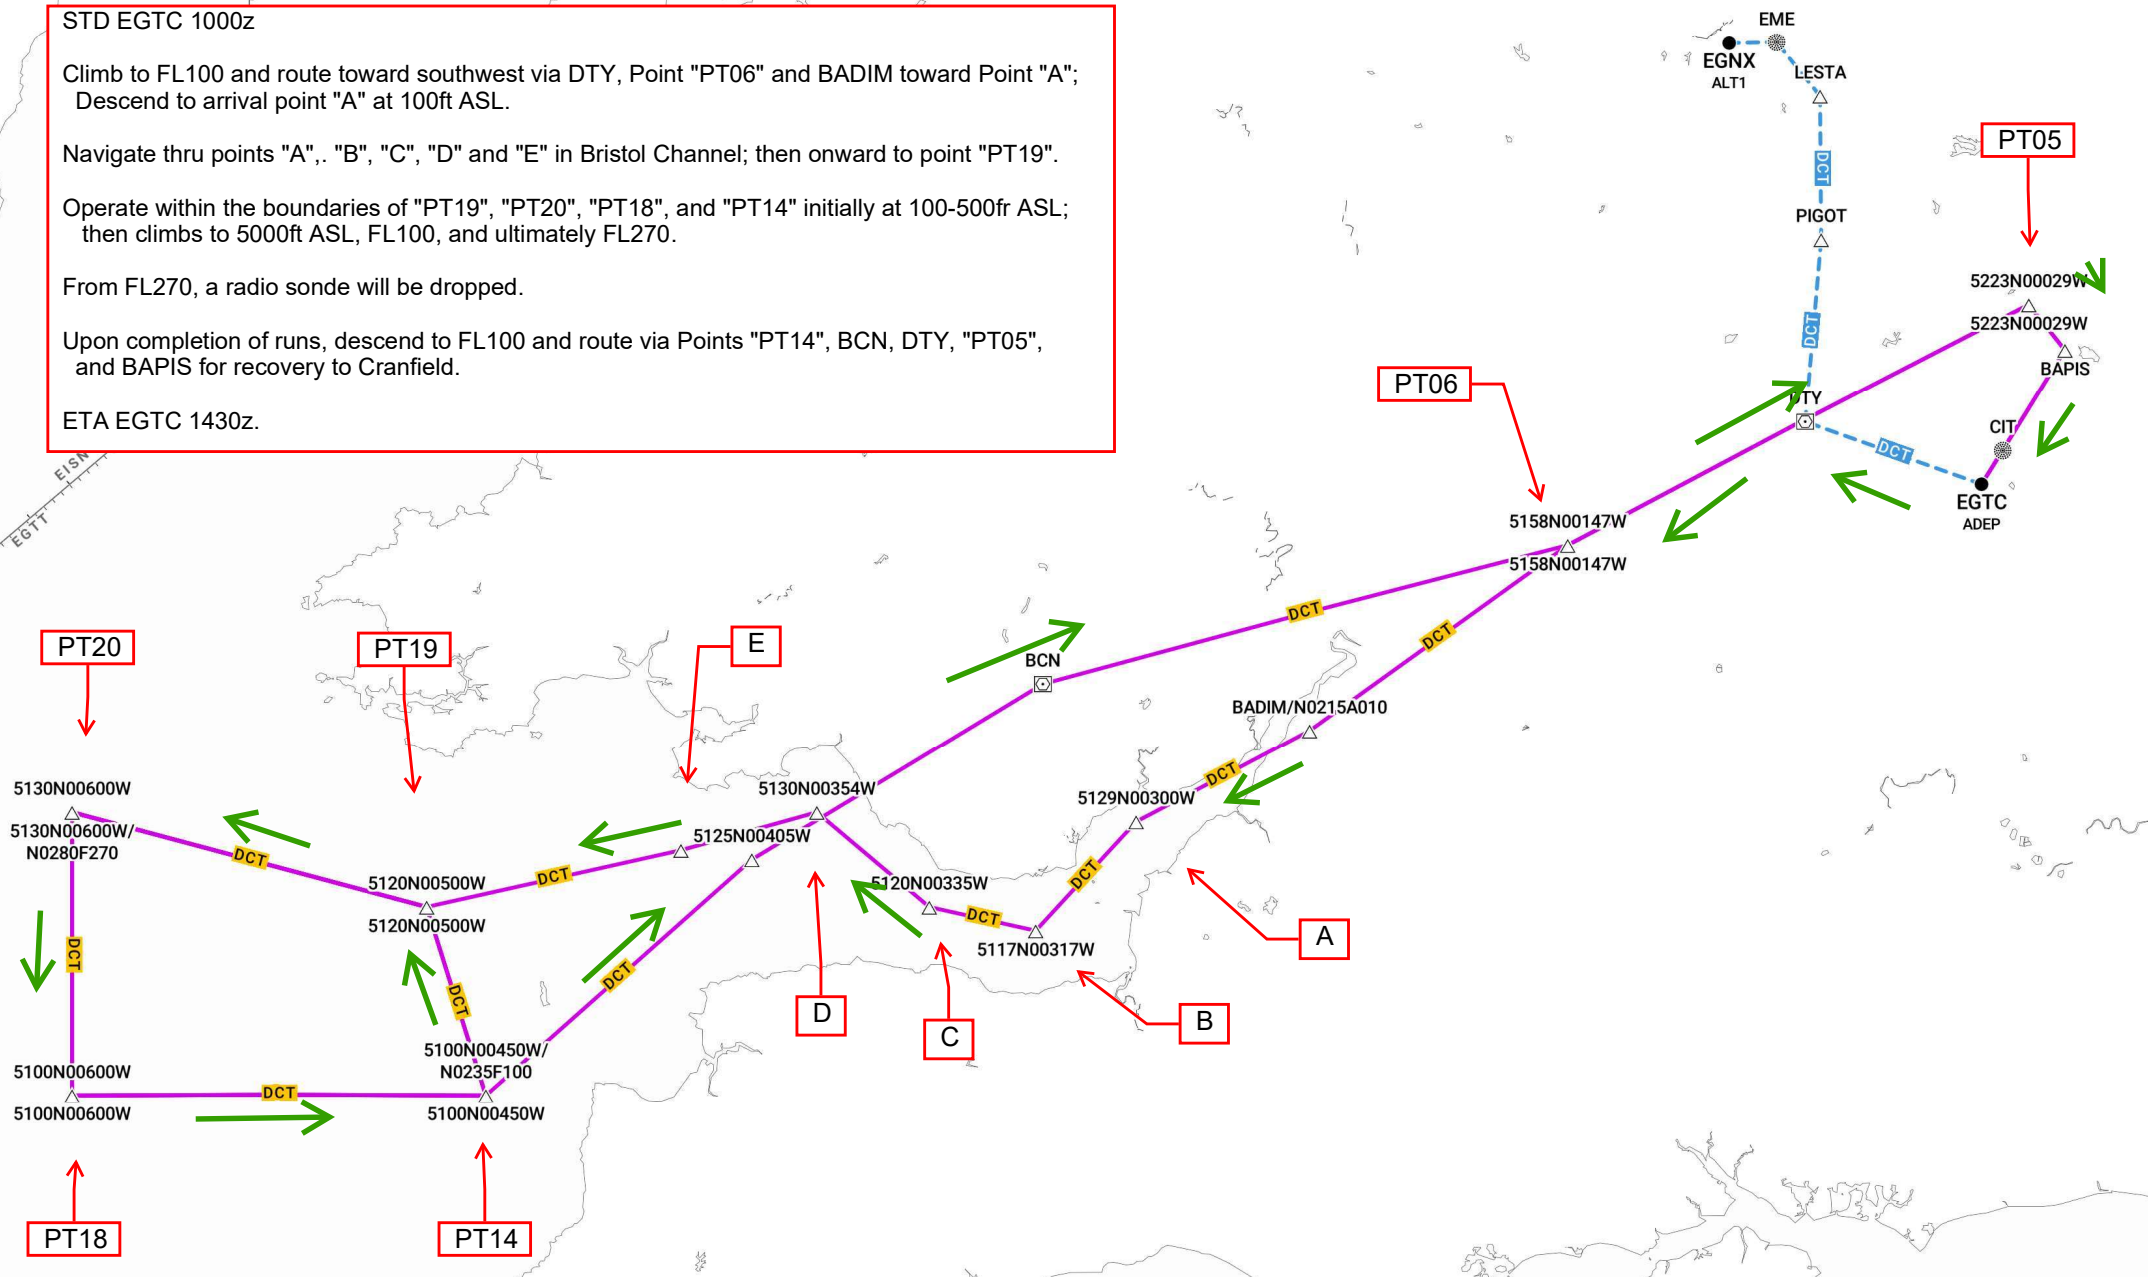 STD EGTC 1000z
Climb to FL100 and route toward southwest via DTY, Point "PT06" and BADIM toward Point "A";
Descend to arrival point "A" at 100ft ASL.
Navigate thru points "A",. "B", "C", "D" and "E" in Bristol Channel; then onward to point "PT19".
Operate within the boundaries of "PT19", "PT20", "PT18", and "PT14" initially at 100-500fr ASL;
then climbs to 5000ft ASL, FL100, and ultimately FL270.
From FL270, a radio sonde will be dropped.
Upon completion of runs, descend to FL100 and route via Points "PT14", BCN, DTY, "PT05",
and BAPIS for recovery to Cranfield.
ETA EGTC 1430z.
EME
EGNX
ALT1
LESTA
DCT
PT05
PIGOT
5223N00029W
5223N00029W
DCT
BAPIS
PT06
DTY
CIT
DCT
EISN
EGTT
EGTC
ADEP
5158N00147W
5158N00147W
DCT
DCT
PT20
PT19
E
BCN
BADIM/N0215A010
DCT
5130N00600W
5130N00600W/
N0280F270
5130N00354W
5129N00300W
5125N00405W
DCT
DCT
DCT
5120N00500W
5120N00500W
5120N00335W
DCT
5117N00317W
A
DCT
DCT
DCT
D
C
B
5100N00450W/
N0235F100
5100N00600W
5100N00600W
DCT
5100N00450W
PT18
PT14